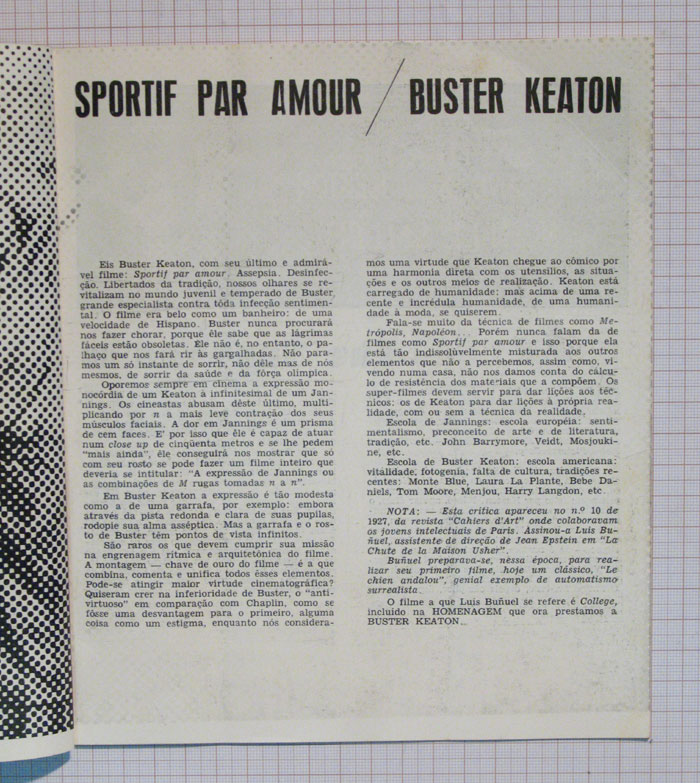 SPORTIF PAR AMOUR / BUSTER KEATON
Eis Buster Keaton, com seu último e admirá-
vel filme: Sportif par amour. Assepsia. Desinfec-
ção. Libertados da tradição, nossos olhares se re-
vitalizam no mundo juvenil e temperado de Buster,
grande especialista contra tôda infecção sentimen-
tal. O filme era belo como um banheiro: de uma
velocidade de Hispano. Buster nunca procurará
nos fazer chorar, porque êle sabe que as lágrimas
fáceis estão obsoletas. Ele não é, no entanto, o pa-
lhaço que nos fará rir às gargalhadas. Não para-
mos um só instante de sorrir, não dêle mas de nós
mesmos, de sorrir da saúde e da fôrça olímpica.
Oporemos sempre em cinema a expressão mo-
nocórdia de um Keaton à infinitesimal de um Jan-
nings. Os cineastas abusam dêste último, multi-
plicando por n a mais leve contração dos seus
músculos faciais. A dor em Jannings é um prisma
de cem faces. E' por isso que êle é capaz de atuar
num close up de cinqüenta metros e se lhe pedem
"mais ainda", êle conseguirá nos mostrar que só
com seu rosto se pode fazer um filme inteiro que
deveria se intitular: "A expressão de Jannings ou
as combinações de M rugas tomadas n a n".
Em Buster Keaton a expressão é tão modesta
como a de uma garrafa, por exemplo: embora
através da pista redonda e clara de suas pupilas,
rodopie sua alma asséptica. Mas a garrafa e o ros-
to de Buster têm pontos de vista infinitos.
São raros os que devem cumprir sua missão
na engrenagem rítmica e arquitetônica do filme.
A montagem — chave de ouro do filme — é a que
combina, comenta e unifica todos êsses elementos.
Pode-se atingir maior virtude cinematográfica?
Quiseram crer na inferioridade de Buster, o "anti-
virtuoso" em comparação com Chaplin, como se
fôsse uma desvantagem para o primeiro, alguma
coisa como um estigma, enquanto nós considera-
mos uma virtude que Keaton chegue ao cômico por
uma harmonia direta com os utensílios, as situa-
ções e os outros meios de realização. Keaton está
carregado de humanidade: mas acima de uma re-
cente e incrédula humanidade, de uma humani-
dade à moda, se quiserem.
Fala-se muito da técnica de filmes como Me-
trópolis, Napoléon... Porém nunca falam da de
filmes como Sportif par amour e isso porque ela
está tão indissolùvelmente misturada aos outros
elementos que não a percebemos, assim como, vi-
vendo numa casa, não nos damos conta do cálcu-
lo de resistência dos materiais que a compõem. Os
super-filmes devem servir para dar lições aos téc-
nicos: os de Keaton para dar lições à própria rea-
lidade, com ou sem a técnica da realidade.
Escola de Jannings: escola européia: senti-
mentalismo, preconceito de arte e de literatura,
tradição, etc. John Barrymore, Veidt, Mosjouki-
ne, etc.
Escola de Buster Keaton: escola americana:
vitalidade, fotogenia, falta de cultura, tradições re-
centes: Monte Blue, Laura La Plante, Bebe Da-
niels, Tom Moore, Menjou, Harry Langdon, etc.
NOTA: — Esta crítica apareceu no n.º 10 de
1927, da revista "Cahiers d'Art" onde colaboravam
os jovens intelectuais de Paris. Assinou-a Luis Bu-
ñuel, assistente de direção de Jean Epstein em "La
Chute de la Maison Usher".
Buñuel preparava-se, nessa época, para rea-
lizar seu primeiro filme, hoje um clássico, "Le
chien andalou", genial exemplo de automatismo
surrealista.
O filme a que Luis Buñuel se refere é College,
incluído na HOMENAGEM que ora prestamos a
BUSTER KEATON...